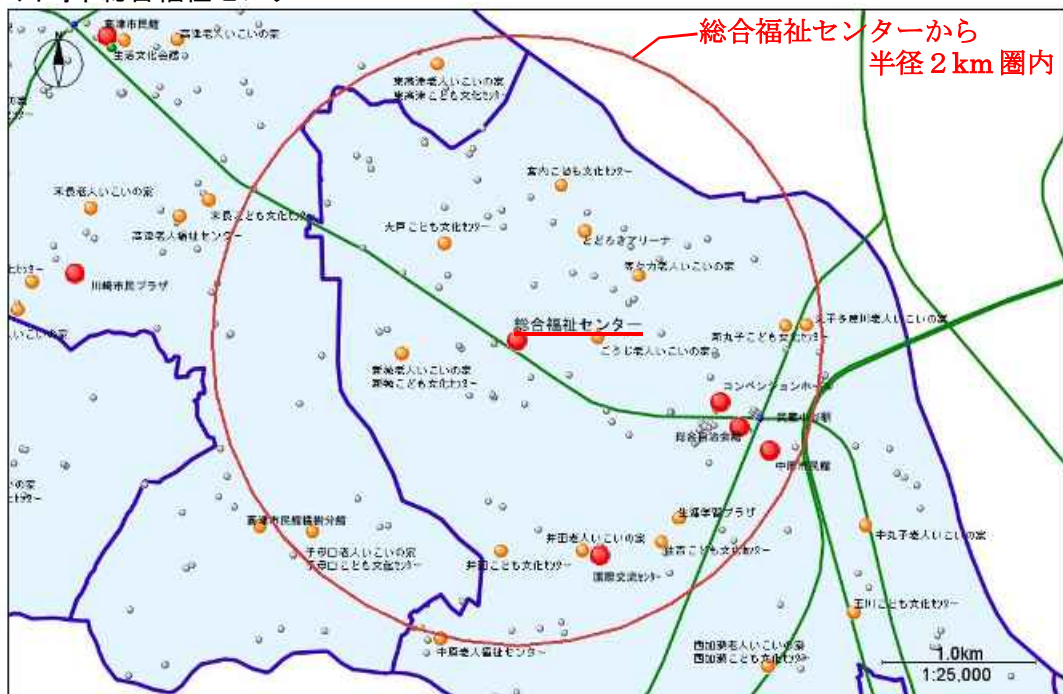 総合福祉センターから
半径２km 圏内
N
高津市民館
生活文化会館
高津老人いこいの家
東高津老人いこいの家
東高津こども文化センター
宮内こども文化センター
末長老人いこいの家
末長こども文化センター
高津老人福祉センター
大戸こども文化センター
とどろきアリーナ
等々力老人いこいの家
川崎市民プラザ
総合福祉センター
丸子多摩川老人いこいの家
新丸子こども文化センター
ごうじ老人いこいの家
新城老人いこいの家
新城こども文化センター
コンベンションホール
武蔵小杉駅
総合自治会館
中原市民館
生涯学習プラザ
高津市民館橘樹分館
子母口老人いこいの家
子母口こども文化センター
井田老人いこいの家
井田こども文化センター
住吉こども文化センター
国際交流センター
中丸子老人いこいの家
玉川こども文化センター
中原老人福祉センター
西加瀬老人いこいの家
西加瀬こども文化センター
1.0km
1:25,000